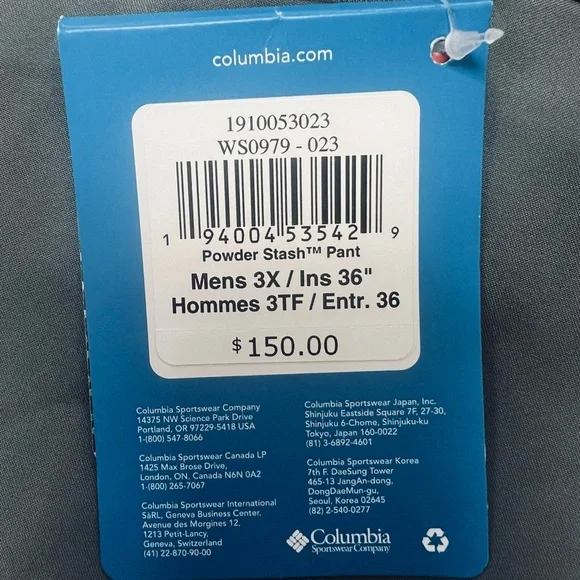 columbia.com
1910053023
WS0979 - 023
1 94004 53542 9
Powder Stash™ Pant
Mens 3X / Ins 36"
Hommes 3TF / Entr. 36
$150.00
Columbia Sportswear Company
14375 NW Science Park Drive
Portland, OR 97229-5418 USA
1-(800) 547-8066
Columbia Sportswear Canada LP
1425 Max Brose Drive,
London, ON, Canada N6N 0A2
1-(800) 265-7067
Columbia Sportswear International
SàRL, Geneva Business Center,
Avenue des Morgines 12,
1213 Petit-Lancy,
Geneva, Switzerland
(41) 22-870-90-00
Columbia Sportswear Japan, Inc.
Shinjuku Eastside Square 7F, 27-30,
Shinjuku 6-Chome, Shinjuku-ku
Tokyo, Japan 160-0022
(81) 3-6892-4601
Columbia Sportswear Korea
7th F. DaeSung Tower
465-13 JangAn-dong,
DongDaeMun-gu,
Seoul, Korea 02645
(82) 2-540-0277
Columbia
Sportswear Company